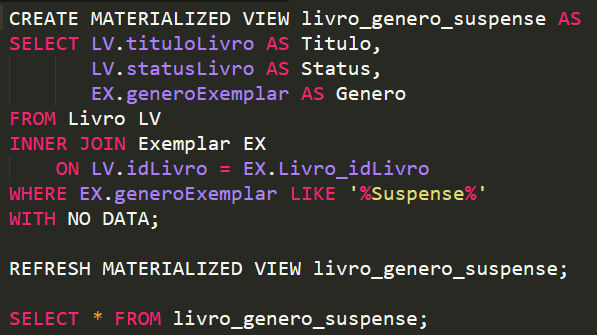 CREATE MATERIALIZED VIEW livro_genero_suspense AS
SELECT LV.tituloLivro AS Titulo,
       LV.statusLivro AS Status,
       EX.generoExemplar AS Genero
FROM Livro LV
INNER JOIN Exemplar EX
    ON LV.idLivro = EX.Livro_idLivro
WHERE EX.generoExemplar LIKE '%Suspense%'
WITH NO DATA;

REFRESH MATERIALIZED VIEW livro_genero_suspense;

SELECT * FROM livro_genero_suspense;